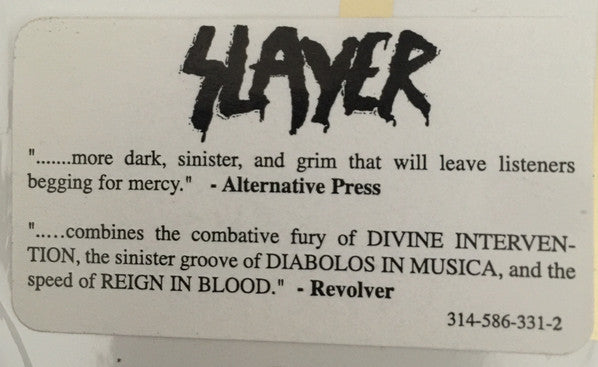 SLAYER
".......more dark, sinister, and grim that will leave listeners
begging for mercy." - Alternative Press
".....combines the combative fury of DIVINE INTERVEN-
TION, the sinister groove of DIABOLOS IN MUSICA, and the
speed of REIGN IN BLOOD." - Revolver
314-586-331-2